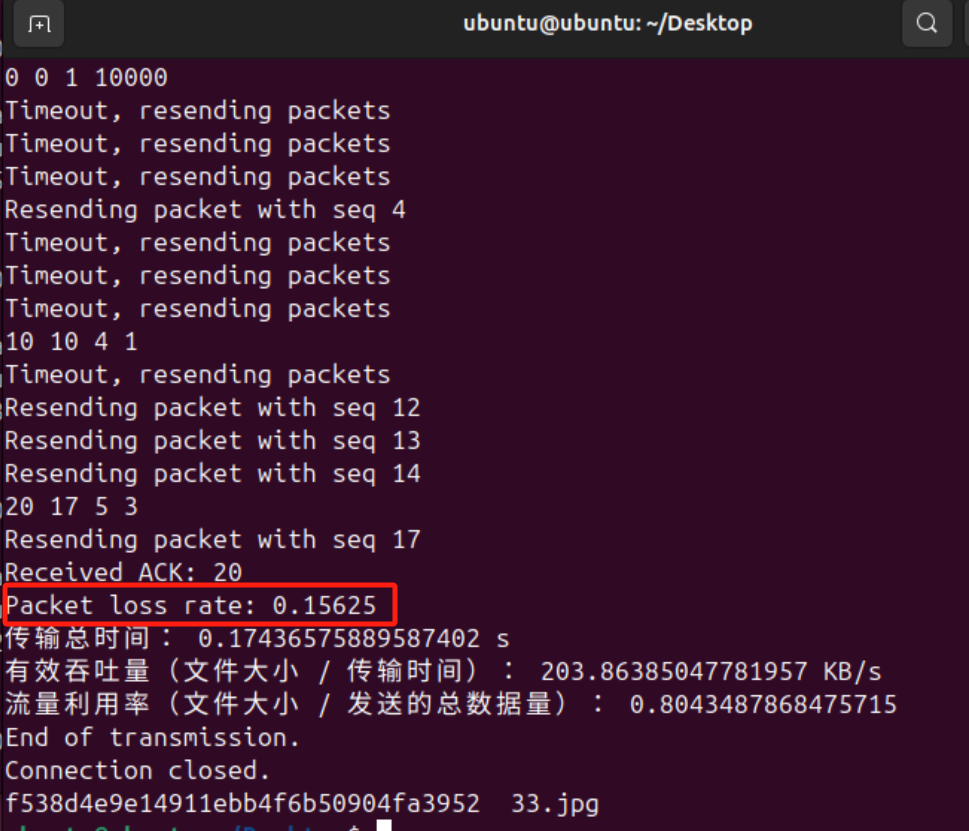 ubuntu@ubuntu: ~/Desktop
0 0 1 10000
Timeout, resending packets
Timeout, resending packets
Timeout, resending packets
Resending packet with seq 4
Timeout, resending packets
Timeout, resending packets
Timeout, resending packets
10 10 4 1
Timeout, resending packets
Resending packet with seq 12
Resending packet with seq 13
Resending packet with seq 14
20 17 5 3
Resending packet with seq 17
Received ACK: 20
Packet loss rate: 0.15625
传输总时间： 0.17436575889587402 s
有效吞吐量（文件大小 / 传输时间）： 203.86385047781957 KB/s
流量利用率（文件大小 / 发送的总数据量）： 0.8043487868475715
End of transmission.
Connection closed.
f538d4e9e14911ebb4f6b50904fa3952  33.jpg